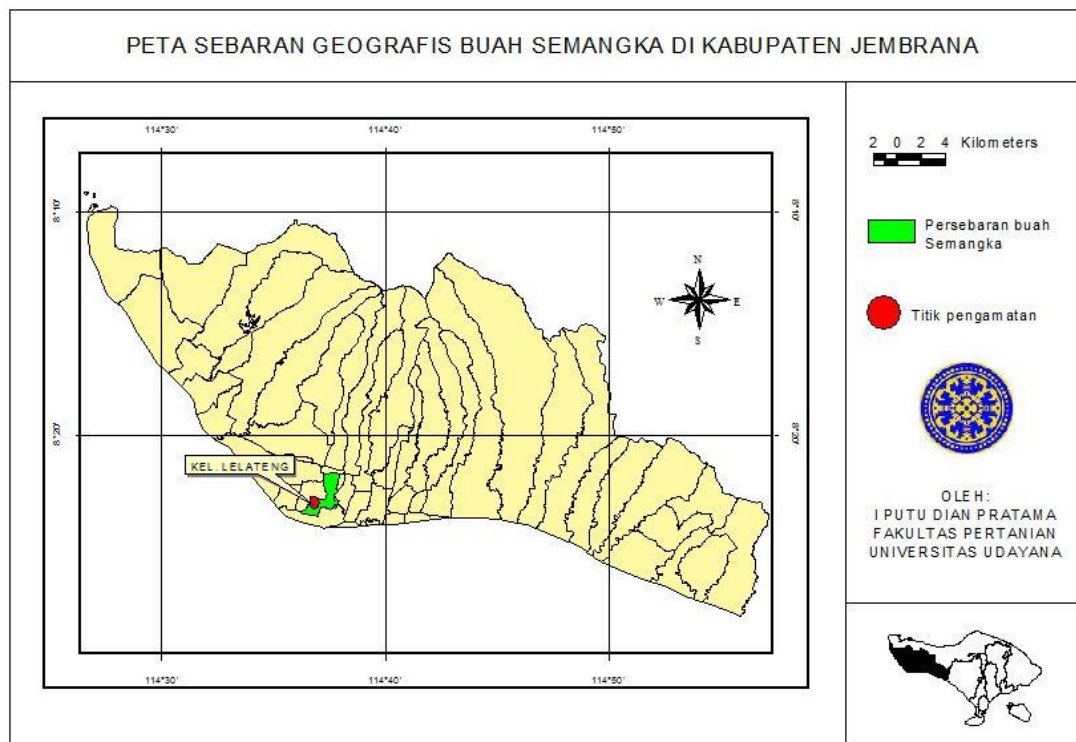 PETA SEBARAN GEOGRAFIS BUAH SEMANGKA DI KABUPATEN JEMBRANA
114°30' 114°40' 114°50'
8°10' 8°10'
N
W E
S
8°20' 8°20'
KEL. LELATENG
114°30' 114°40' 114°50'
2 0 2 4 Kilometers
Persebaran buah
Semangka
Titik pengamatan
OLEH:
I PUTU DIAN PRATAMA
FAKULTAS PERTANIAN
UNIVERSITAS UDAYANA